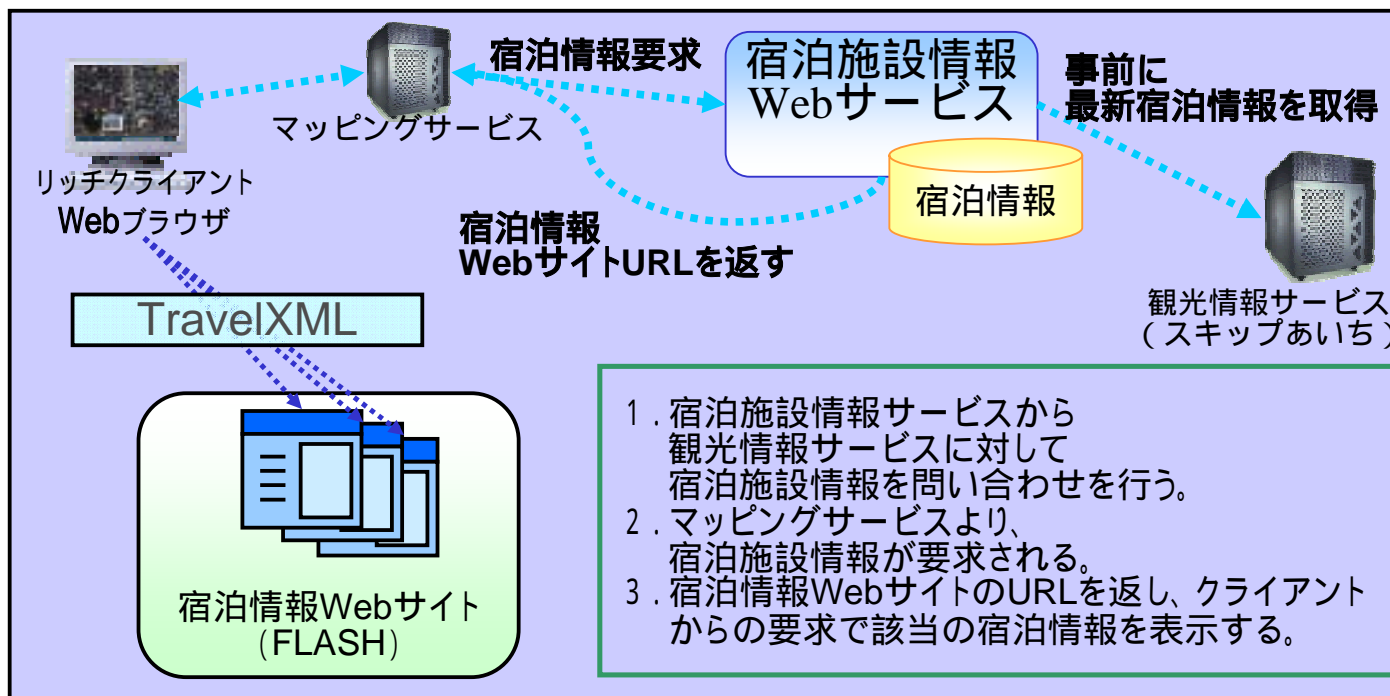 宿泊情報要求
宿泊施設情報
Webサービス
事前に
最新宿泊情報を取得
マッピングサービス
リッチクライアント
Webブラウザ
宿泊情報
宿泊情報
WebサイトURLを返す
観光情報サービス
(スキップあいち)
TravelXML
宿泊情報Webサイト
(FLASH)
1.宿泊施設情報サービスから
観光情報サービスに対して
宿泊施設情報を問い合わせを行う。
2.マッピングサービスより、
宿泊施設情報が要求される。
3.宿泊情報WebサイトのURLを返し、クライアント
からの要求で該当の宿泊情報を表示する。